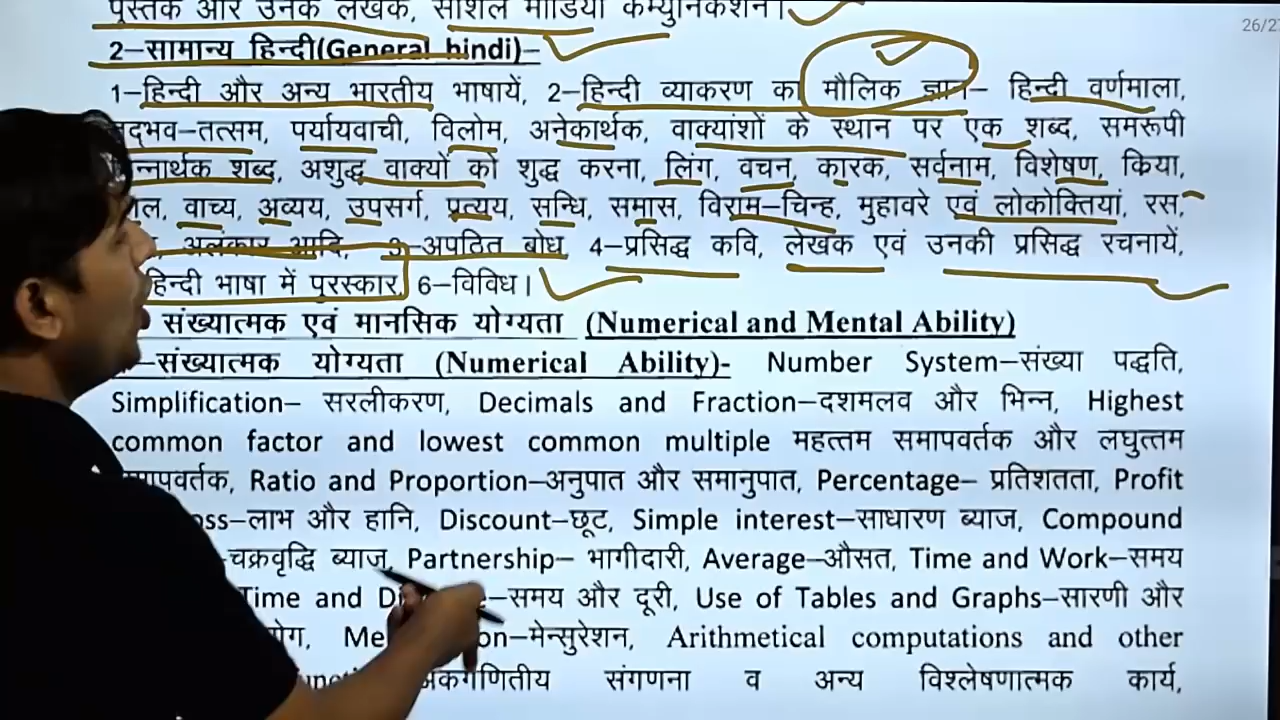 पुस्तक और उनके लेखक, सोशल मीडिया कम्युनिकेशन।
26/2
2–सामान्य हिन्दी(General hindi)–
1–हिन्दी और अन्य भारतीय भाषायें, 2–हिन्दी व्याकरण का मौलिक ज्ञान– हिन्दी वर्णमाला,
तद्भव–तत्सम, पर्यायवाची, विलोम, अनेकार्थक, वाक्यांशों के स्थान पर एक शब्द, समरूपी
भिन्नार्थक शब्द, अशुद्ध वाक्यों को शुद्ध करना, लिंग, वचन, कारक, सर्वनाम, विशेषण, किया,
वाच्य, अव्यय, उपसर्ग, प्रत्यय, सन्धि, समास, विराम–चिन्ह, मुहावरे एवं लोकोक्तियां, रस,
अलंकार आदि, 3–अपठित बोध, 4–प्रसिद्ध कवि, लेखक एवं उनकी प्रसिद्ध रचनायें,
हिन्दी भाषा में पुरस्कार, 6–विविध।
संख्यात्मक एवं मानसिक योग्यता (Numerical and Mental Ability)
–संख्यात्मक योग्यता (Numerical Ability)- Number System–संख्या पद्धति,
Simplification– सरलीकरण, Decimals and Fraction–दशमलव और भिन्न, Highest
common factor and lowest common multiple महत्तम समापवर्तक और लघुत्तम
समापवर्तक, Ratio and Proportion–अनुपात और समानुपात, Percentage– प्रतिशतता, Profit
–लाभ और हानि, Discount–छूट, Simple interest–साधारण ब्याज, Compound
–चक्रवृद्धि ब्याज, Partnership– भागीदारी, Average–औसत, Time and Work–समय
Time and –समय और दूरी, Use of Tables and Graphs–सारणी और
–मेन्सुरेशन, Arithmetical computations and other
अंकगणितीय संगणना व अन्य विश्लेषणात्मक कार्य,